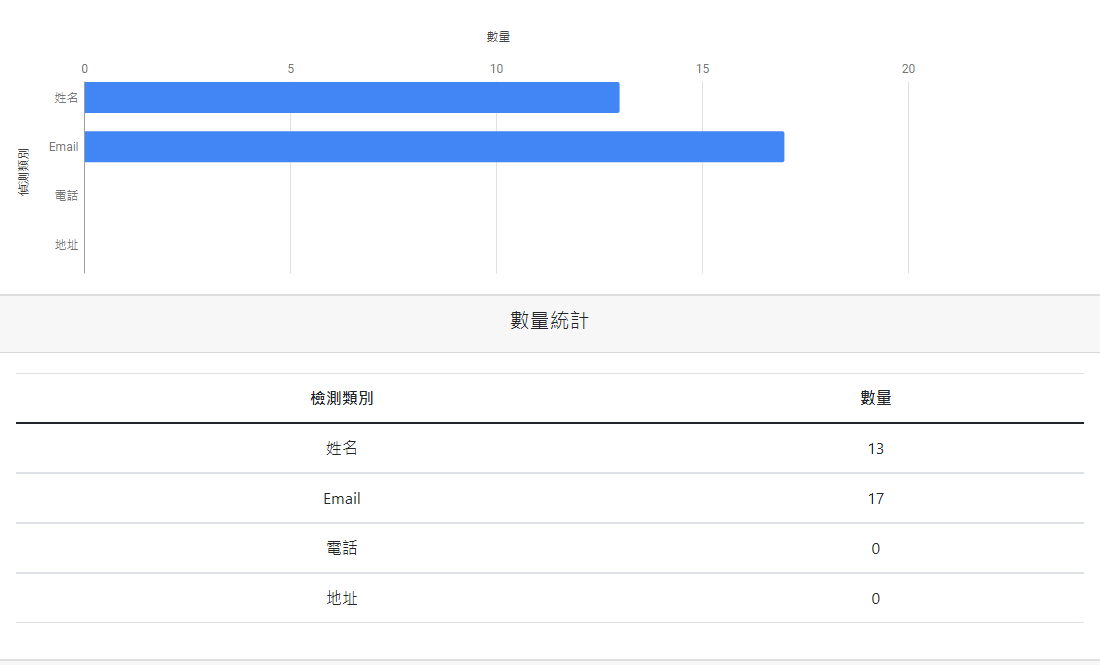 數量
0 5 10 15 20
姓名
Email
電話
地址
偵測類別
數量統計
檢測類別 數量
姓名 13
Email 17
電話 0
地址 0